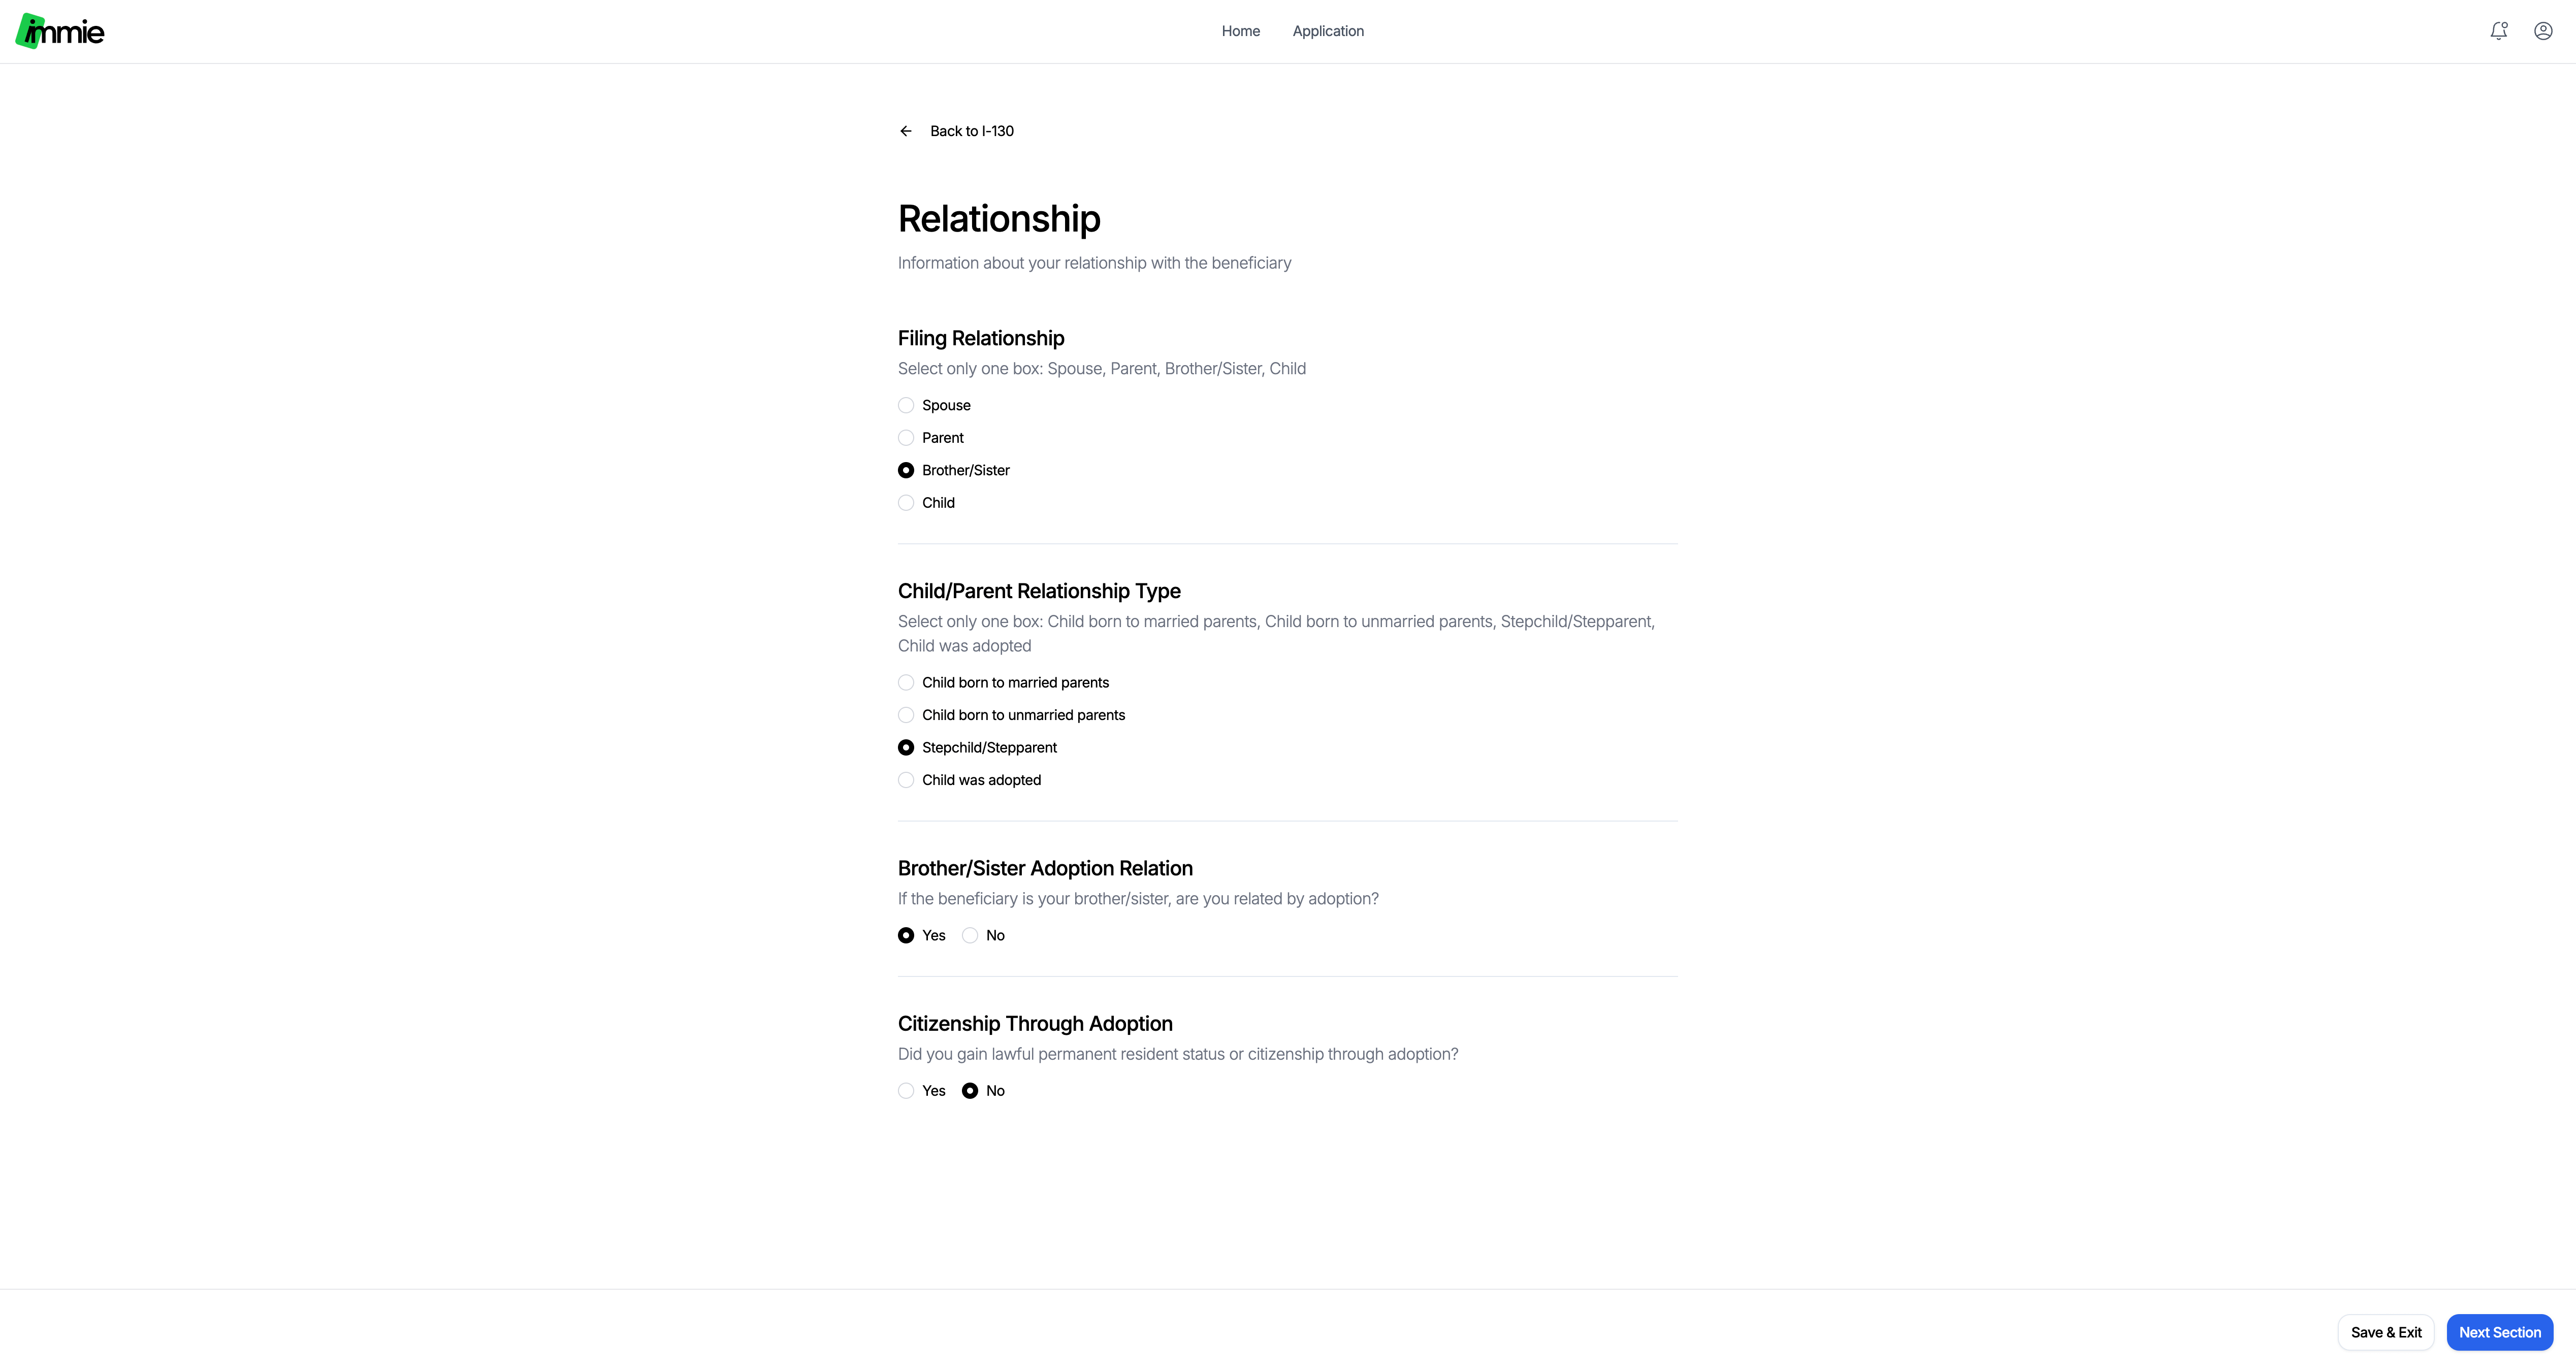 immie
Home
Application
Back to I-130
Relationship
Information about your relationship with the beneficiary
Filing Relationship
Select only one box: Spouse, Parent, Brother/Sister, Child
Spouse
Parent
Brother/Sister
Child
Child/Parent Relationship Type
Select only one box: Child born to married parents, Child born to unmarried parents, Stepchild/Stepparent,
Child was adopted
Child born to married parents
Child born to unmarried parents
Stepchild/Stepparent
Child was adopted
Brother/Sister Adoption Relation
If the beneficiary is your brother/sister, are you related by adoption?
Yes No
Citizenship Through Adoption
Did you gain lawful permanent resident status or citizenship through adoption?
Yes No
Save & Exit
Next Section